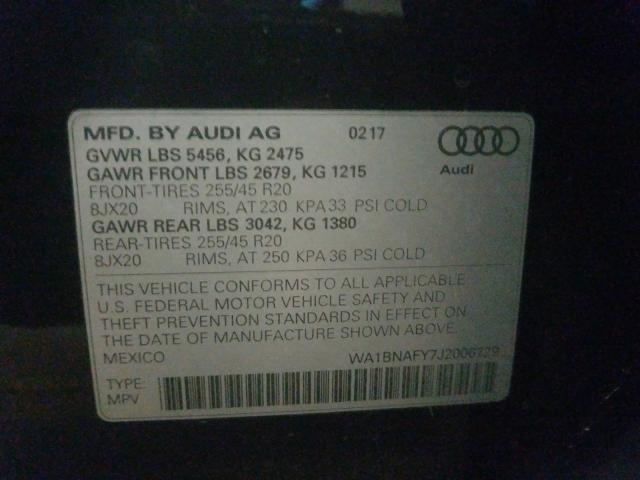 MFD. BY AUDI AG 0217
GVWR LBS 5456, KG 2475
GAWR FRONT LBS 2679, KG 1215
Audi
FRONT-TIRES 255/45 R20
8JX20 RIMS, AT 230 KPA 33 PSI COLD
GAWR REAR LBS 3042, KG 1380
REAR-TIRES 255/45 R20
8JX20 RIMS, AT 250 KPA 36 PSI COLD
THIS VEHICLE CONFORMS TO ALL APPLICABLE
U.S. FEDERAL MOTOR VEHICLE SAFETY AND
THEFT PREVENTION STANDARDS IN EFFECT ON
THE DATE OF MANUFACTURE SHOWN ABOVE.
MEXICO WA1BNAFY7J2006729
TYPE:
MPV